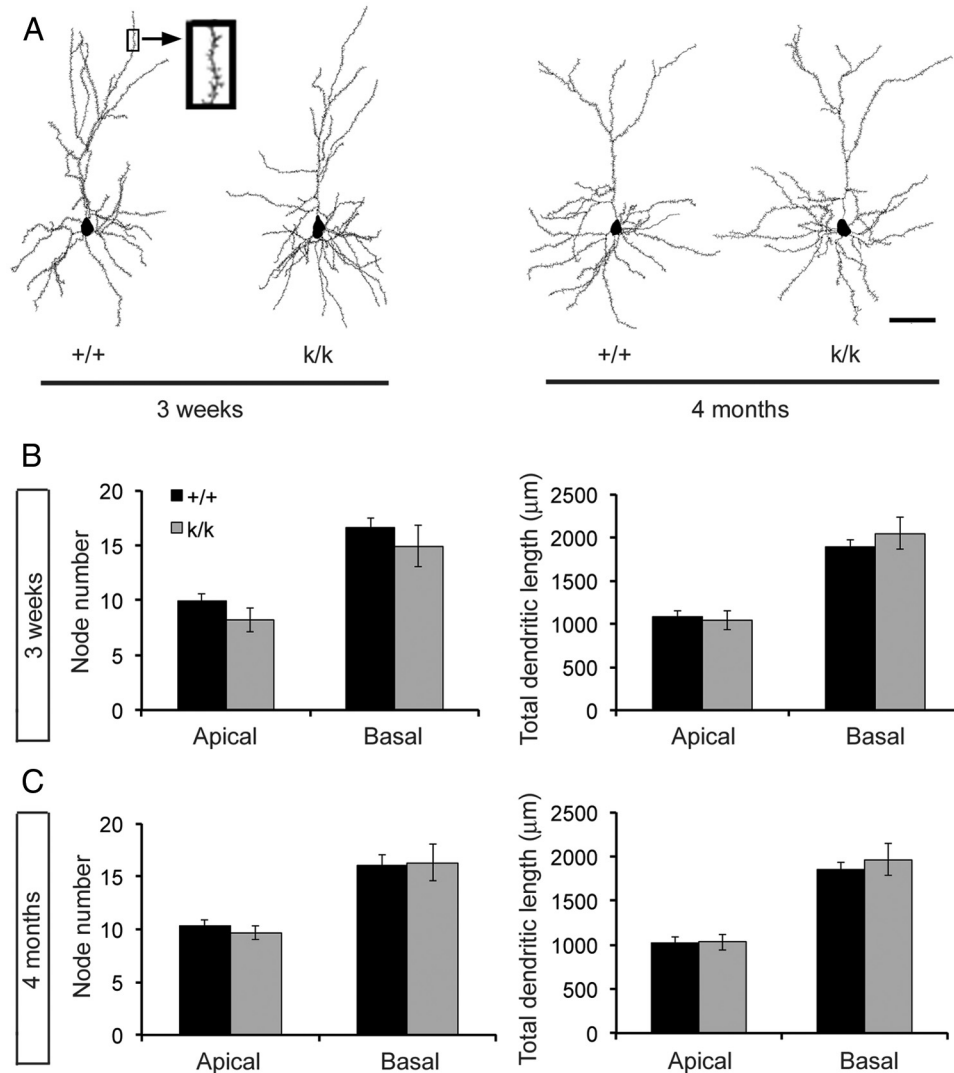 A
+/+ k/k +/+ k/k
3 weeks 4 months
B
3 weeks
Node number
20
15
10
5
0
+/+
k/k
Apical Basal
Total dendritic length (μm)
2500
2000
1500
1000
500
0
Apical Basal
C
4 months
Node number
20
15
10
5
0
Apical Basal
Total dendritic length (μm)
2500
2000
1500
1000
500
0
Apical Basal